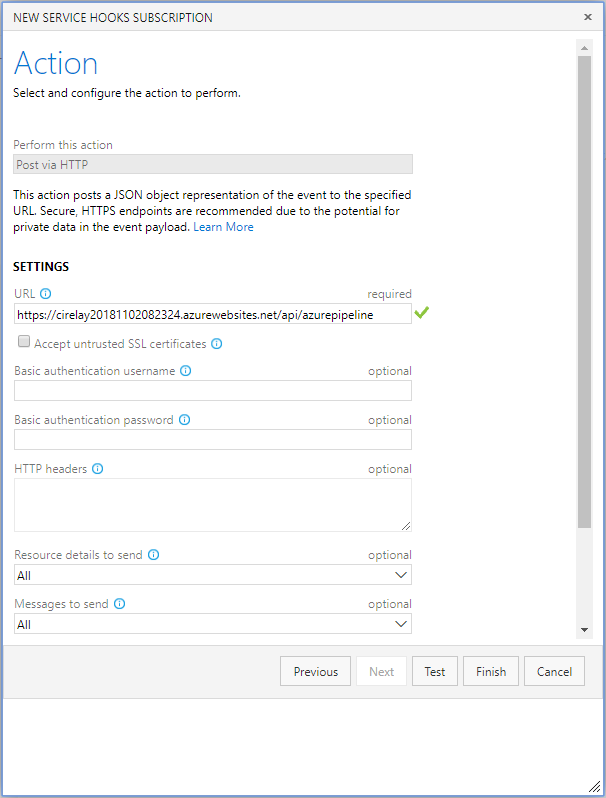 NEW SERVICE HOOKS SUBSCRIPTION
Action
Select and configure the action to perform.
Perform this action
Post via HTTP
This action posts a JSON object representation of the event to the specified
URL. Secure, HTTPS endpoints are recommended due to the potential for
private data in the event payload. Learn More
SETTINGS
URL required
https://cirelay20181102082324.azurewebsites.net/api/azurepipeline
Accept untrusted SSL certificates
Basic authentication username optional
Basic authentication password optional
HTTP headers optional
Resource details to send optional
All
Messages to send optional
All
Previous Next Test Finish Cancel